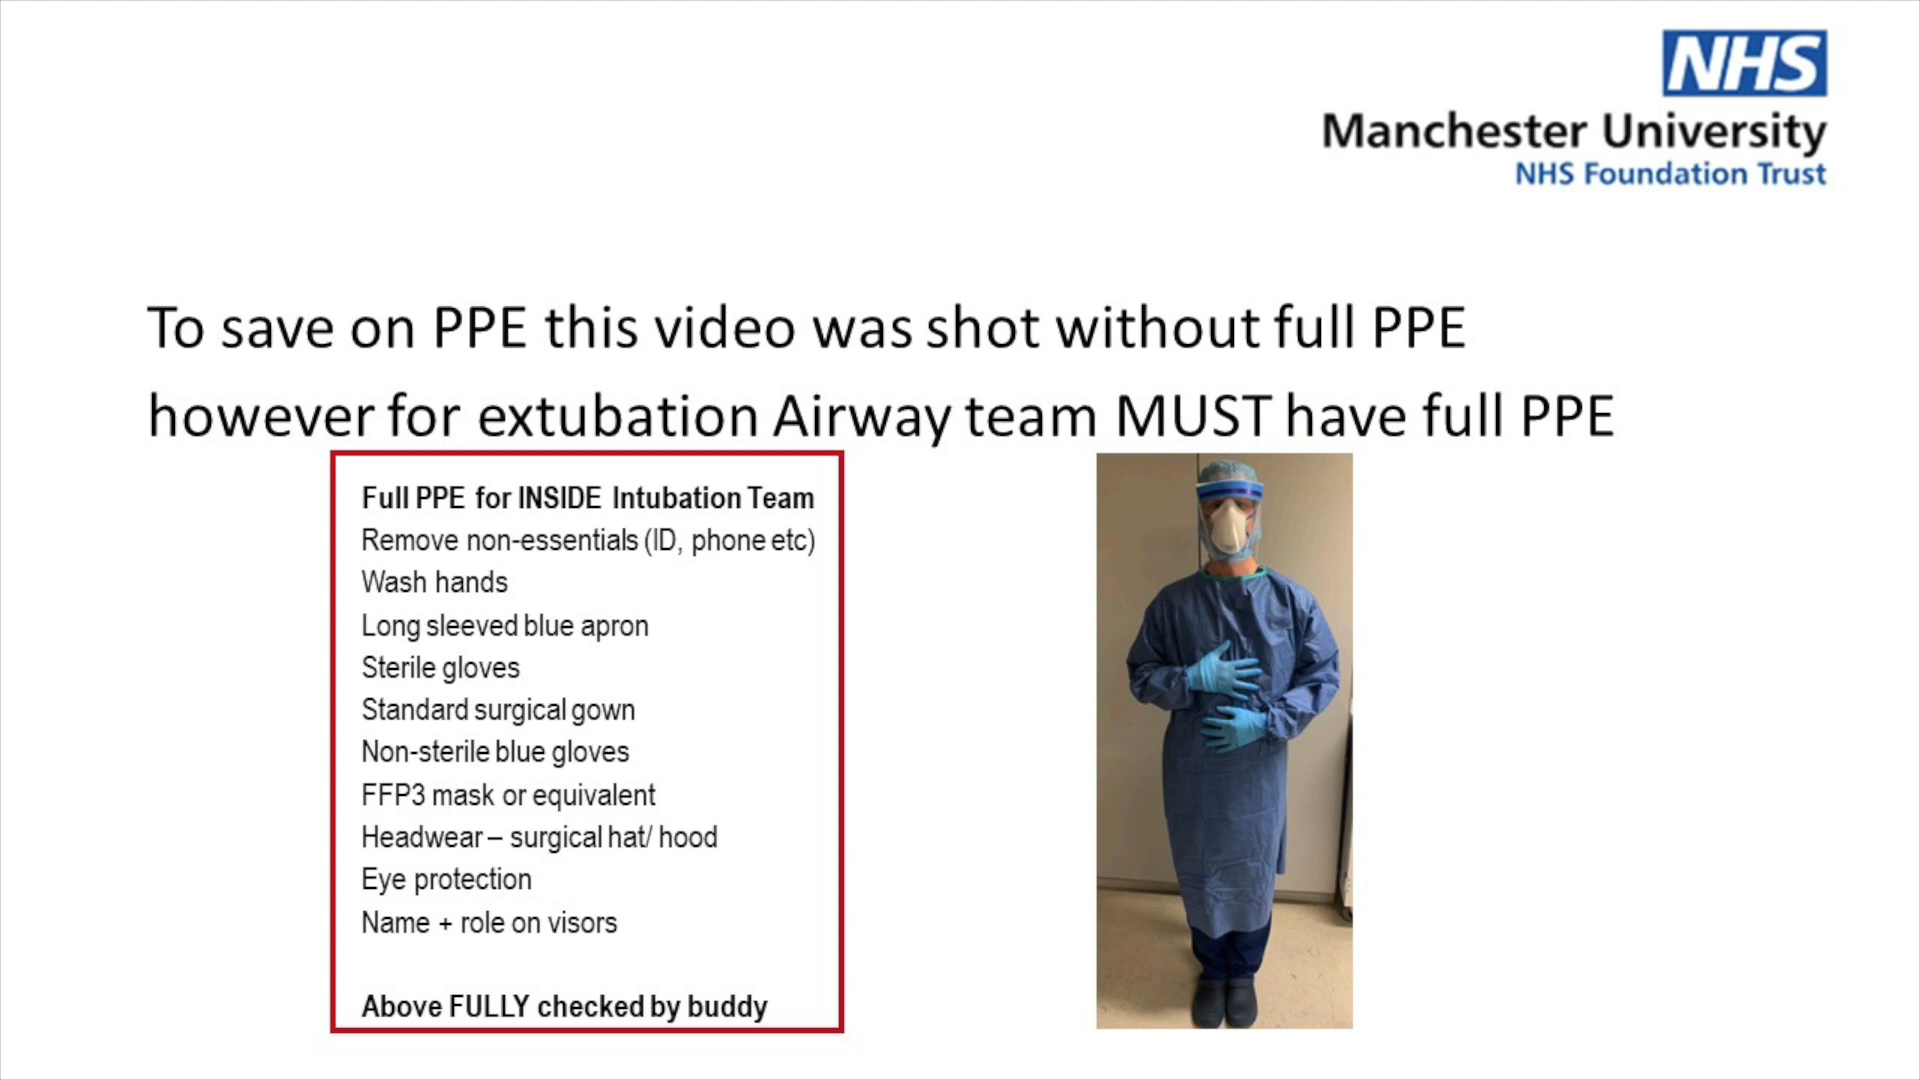 NHS
Manchester University
NHS Foundation Trust
To save on PPE this video was shot without full PPE
however for extubation Airway team MUST have full PPE
Full PPE for INSIDE Intubation Team
Remove non-essentials (ID, phone etc)
Wash hands
Long sleeved blue apron
Sterile gloves
Standard surgical gown
Non-sterile blue gloves
FFP3 mask or equivalent
Headwear – surgical hat/ hood
Eye protection
Name + role on visors
Above FULLY checked by buddy